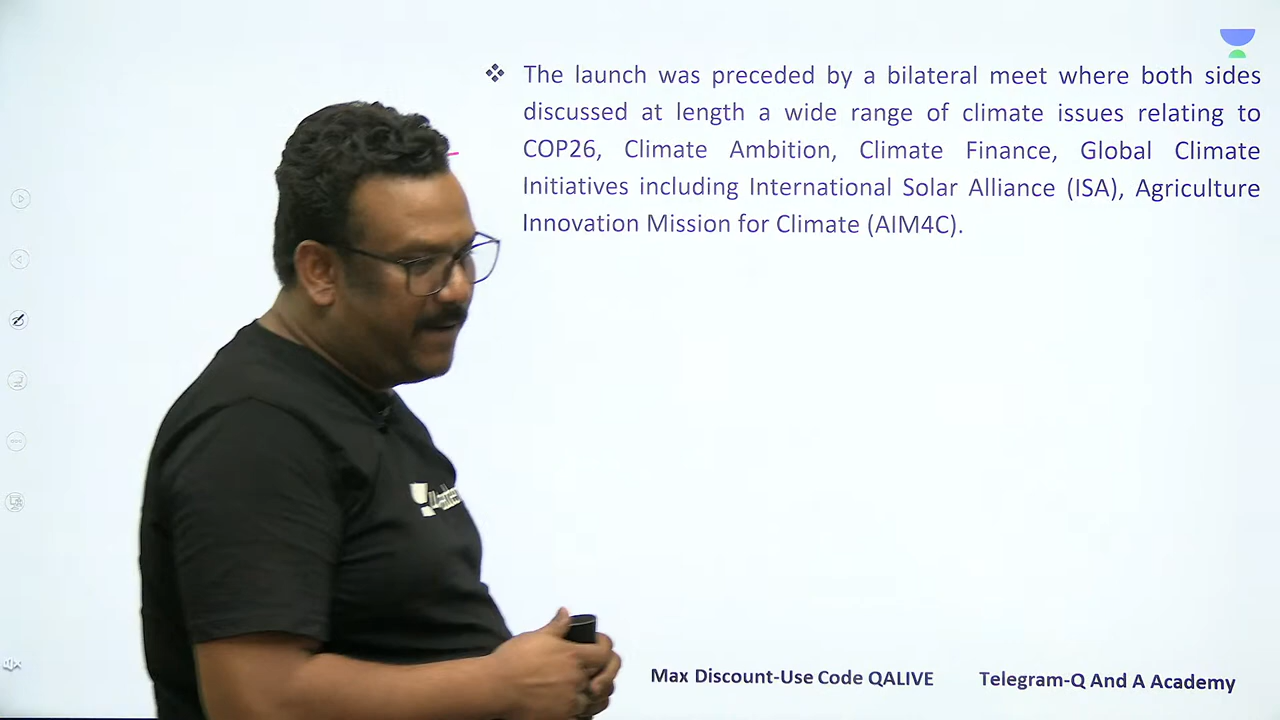 ❖ The launch was preceded by a bilateral meet where both sides
discussed at length a wide range of climate issues relating to
COP26, Climate Ambition, Climate Finance, Global Climate
Initiatives including International Solar Alliance (ISA), Agriculture
Innovation Mission for Climate (AIM4C).
Max Discount-Use Code QALIVE Telegram-Q And A Academy